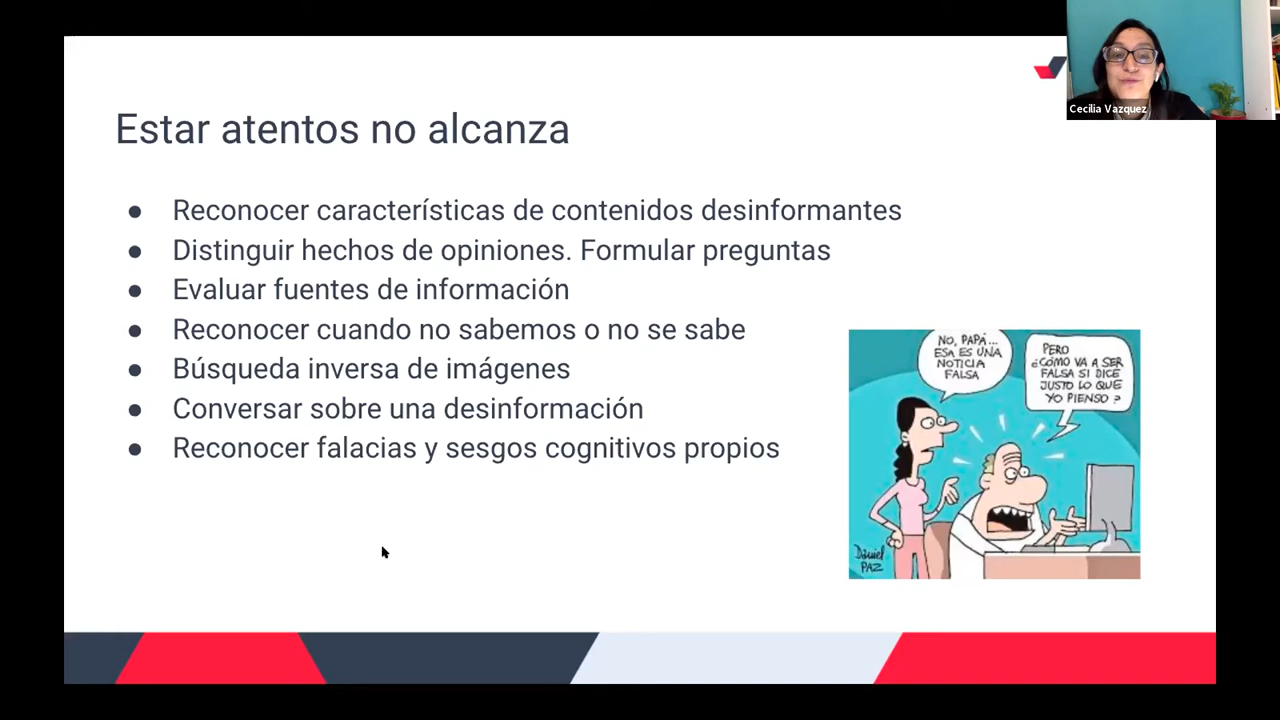 Cecilia Vazquez
Estar atentos no alcanza
● Reconocer características de contenidos desinformantes
● Distinguir hechos de opiniones. Formular preguntas
● Evaluar fuentes de información
● Reconocer cuando no sabemos o no se sabe
● Búsqueda inversa de imágenes
● Conversar sobre una desinformación
● Reconocer falacias y sesgos cognitivos propios
NO, PAPÁ...
ESA ES UNA
NOTICIA
FALSA
PERO
¿CÓMO VA A SER
FALSA SI DICE
JUSTO LO QUE
YO PIENSO?
Daniel
PAZ